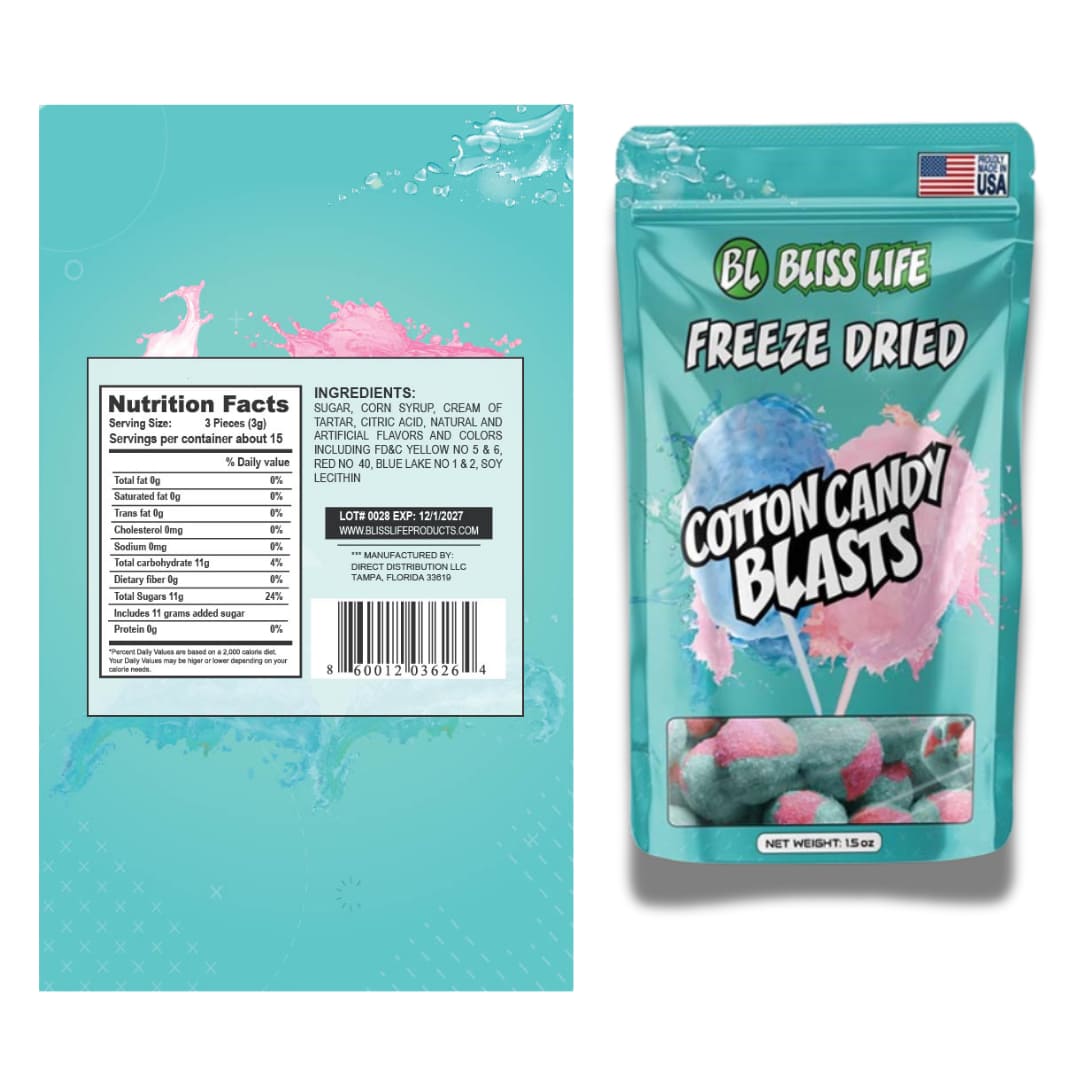 Nutrition Facts
Serving Size: 3 Pieces (3g)
Servings per container about 15
% Daily value
Total fat 0g 0%
Saturated fat 0g 0%
Trans fat 0g 0%
Cholesterol 0mg 0%
Sodium 0mg 0%
Total carbohydrate 11g 4%
Dietary fiber 0g 0%
Total Sugars 11g 24%
Includes 11 grams added sugar
Protein 0g 0%
*Percent Daily Values are based on a 2,000 calorie diet.
Your Daily Values may be higer or lower depending on your
calorie needs.
INGREDIENTS:
SUGAR, CORN SYRUP, CREAM OF
TARTAR, CITRIC ACID, NATURAL AND
ARTIFICIAL FLAVORS AND COLORS
INCLUDING FD&C YELLOW NO 5 & 6,
RED NO 40, BLUE LAKE NO 1 & 2, SOY
LECITHIN
LOT# 0028 EXP: 12/1/2027
WWW.BLISSLIFEPRODUCTS.COM
*** MANUFACTURED BY:
DIRECT DISTRIBUTION LLC
TAMPA, FLORIDA 33619
8 60012 03626 4
PROUDLY
MADE IN
USA
BL BLISS LIFE
FREEZE DRIED
COTTON CANDY
BLASTS
NET WEIGHT: 1.5 oz